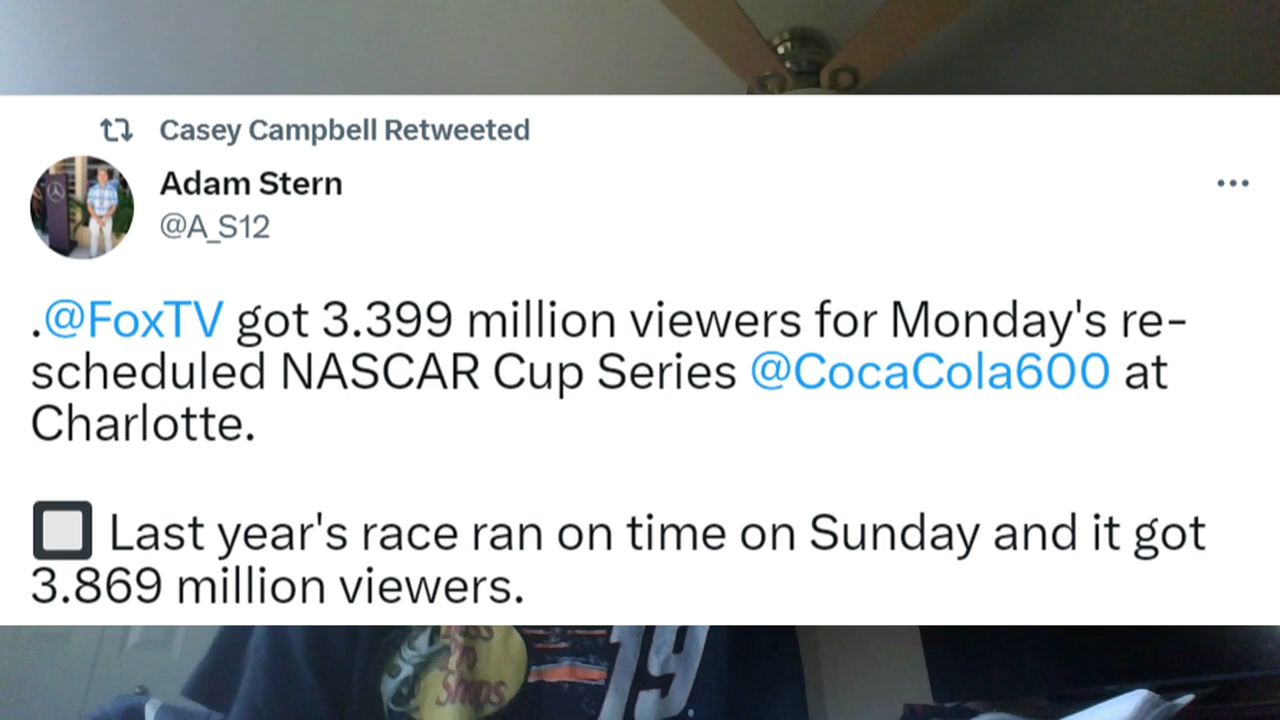 Casey Campbell Retweeted
Adam Stern
@A_S12
.@FoxTV got 3.399 million viewers for Monday's re-
scheduled NASCAR Cup Series @CocaCola600 at
Charlotte.
Last year's race ran on time on Sunday and it got
3.869 million viewers.
Shops
19